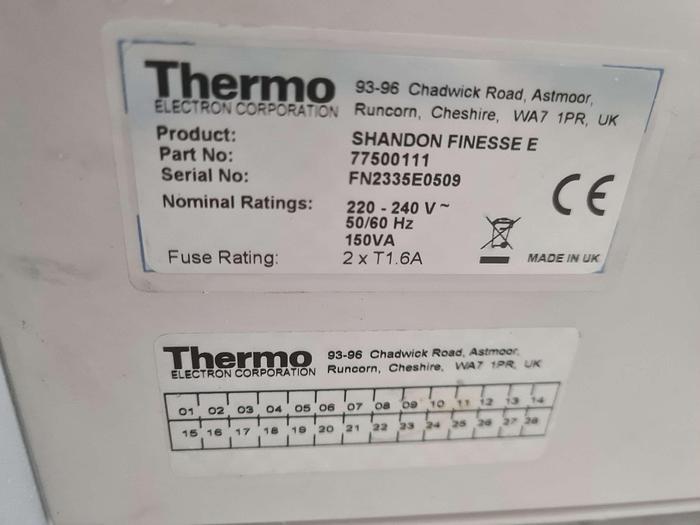 Thermo
ELECTRON CORPORATION
93-96 Chadwick Road, Astmoor,
Runcorn, Cheshire, WA7 1PR, UK
Product: SHANDON FINESSE E
Part No: 77500111
Serial No: FN2335E0509
Nominal Ratings: 220 - 240 V ~
50/60 Hz
150VA
Fuse Rating: 2 x T1.6A
CE
MADE IN UK
Thermo
ELECTRON CORPORATION
93-96 Chadwick Road, Astmoor,
Runcorn, Cheshire, WA7 1PR, UK
01 02 03 04 05 06 07 08 09 10 11 12 13 14
15 16 17 18 19 20 21 22 23 24 25 26 27 28